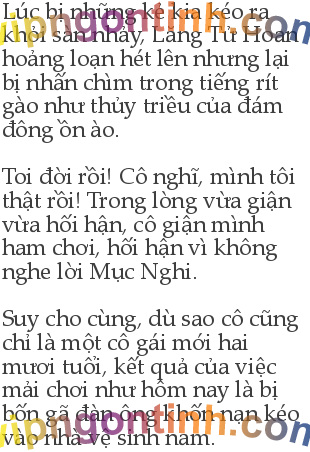 Lúc bị những kẻ kia kéo ra
khỏi sàn nhảy, Lăng Tử Hoan
hoảng loạn hét lên nhưng lại
bị nhấn chìm trong tiếng rít
gào như thủy triều của đám
đông ồn ào.
Toi đời rồi! Cô nghĩ, mình tôi
thật rồi! Trong lòng vừa giận
vừa hối hận, cô giận mình
ham chơi, hối hận vì không
nghe lời Mục Nghi.
Suy cho cùng, dù sao cô cũng
chỉ là một cô gái mới hai
mươi tuổi, kết quả của việc
mải chơi như hôm nay là bị
bốn gã đàn ông khốn nạn kéo
vào nhà vệ sinh nam.
vipngontinh.com
vipngontinh.com